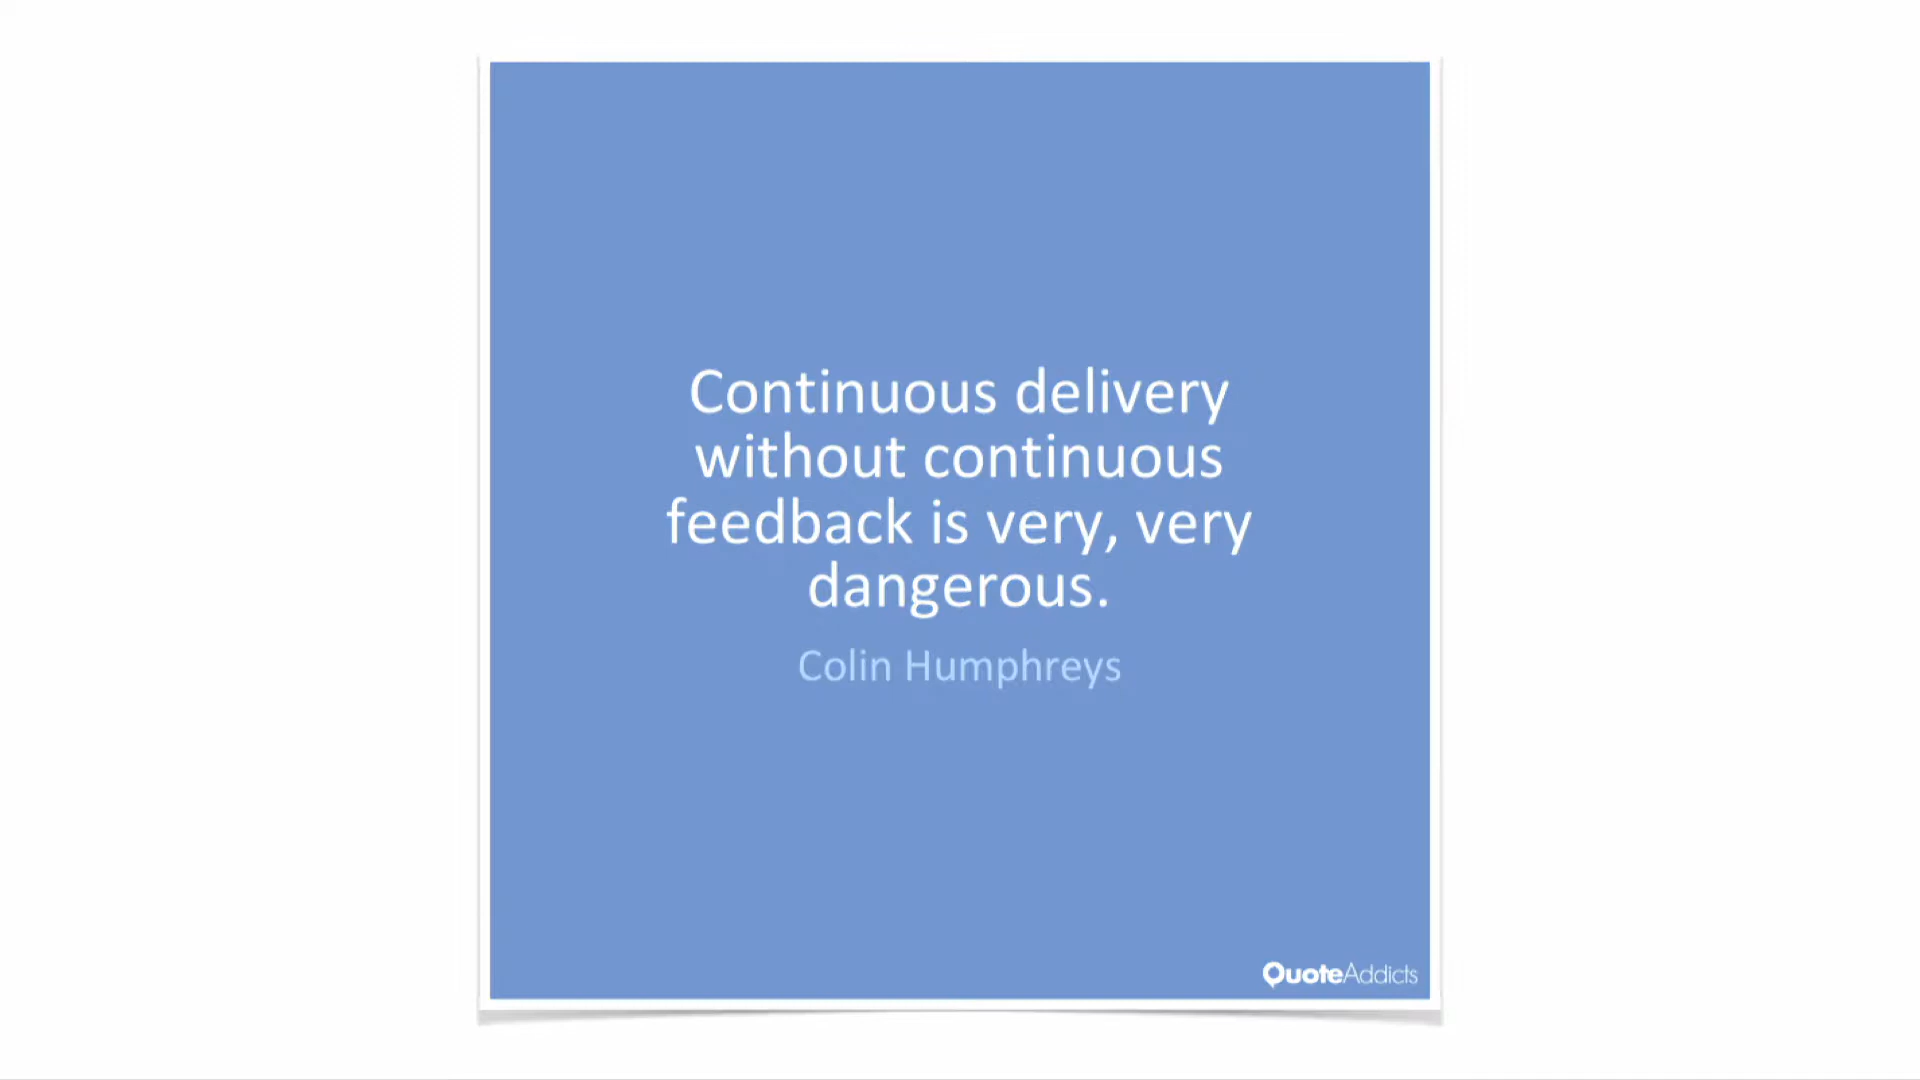 Continuous delivery
without continuous
feedback is very, very
dangerous.
Colin Humphreys
QuoteAddicts